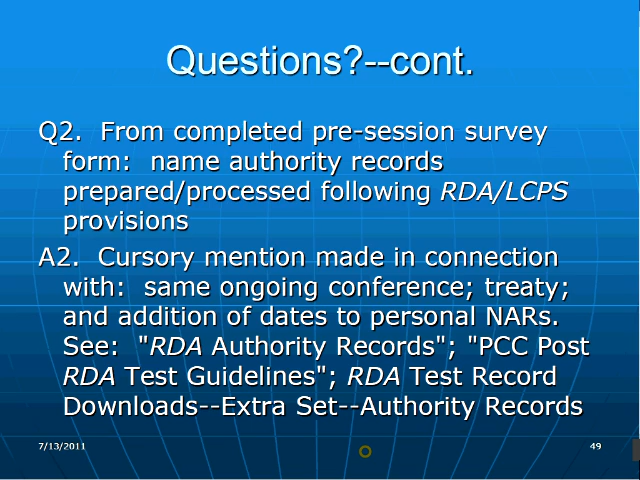 Questions?--cont.
Q2.  From completed pre-session survey
form:  name authority records
prepared/processed following RDA/LCPS
provisions
A2.  Cursory mention made in connection
with:  same ongoing conference; treaty;
and addition of dates to personal NARs.
See:  "RDA Authority Records"; "PCC Post
RDA Test Guidelines"; RDA Test Record
Downloads--Extra Set--Authority Records
7/13/2011
49